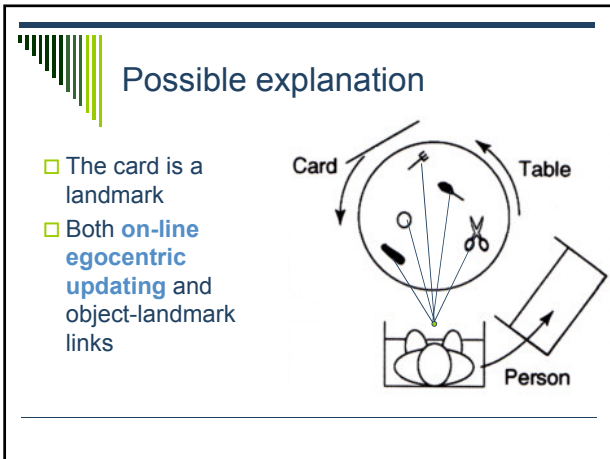 Possible explanation
□ The card is a
landmark
□ Both on-line
egocentric
updating and
object-landmark
links
Card
Table
Person